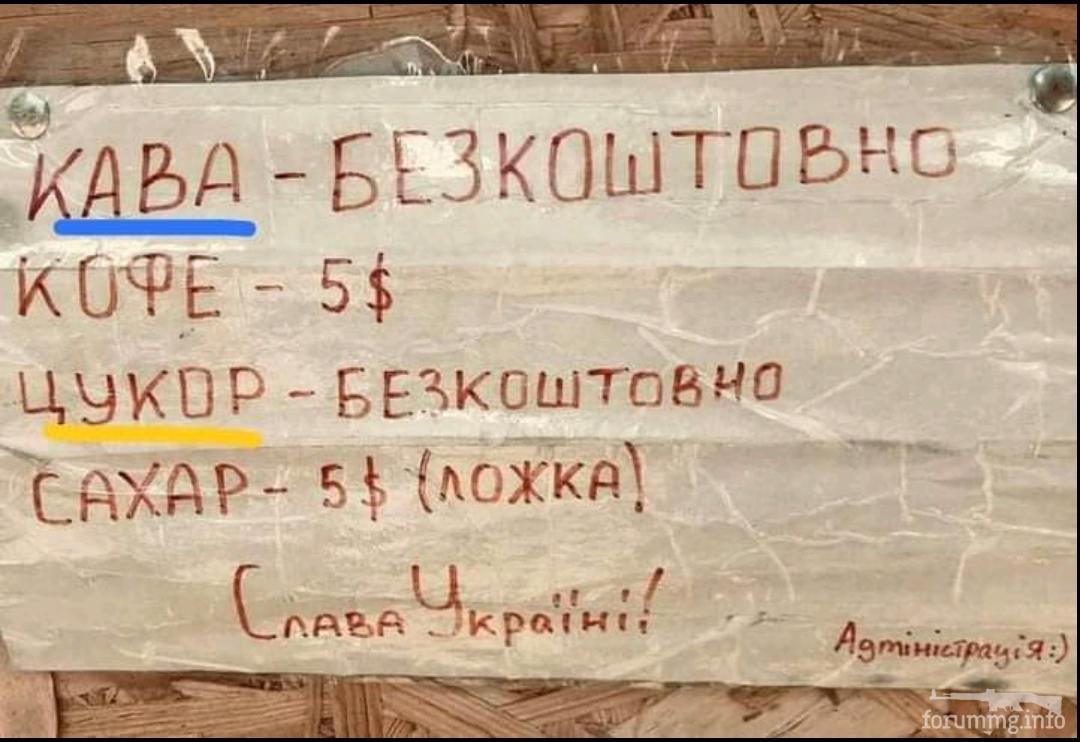 КАВА - БЕЗКОШТОВНО
КОФЕ - 5$
ЦУКОР - БЕЗКОШТОВНО
САХАР - 5$ (ЛОЖКА)
Слава Україні!
Адміністрація:)
forummg.info